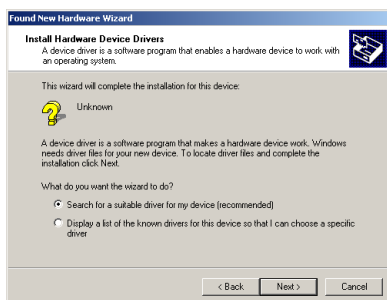 Found New Hardware Wizard
Install Hardware Device Drivers
A device driver is a software program that enables a hardware device to work with
an operating system.
This wizard will complete the installation for this device:
Unknown
A device driver is a software program that makes a hardware device work. Windows
needs driver files for your new device. To locate driver files and complete the
installation click Next.
What do you want the wizard to do?
Search for a suitable driver for my device (recommended)
Display a list of the known drivers for this device so that I can choose a specific
driver
< Back Next > Cancel